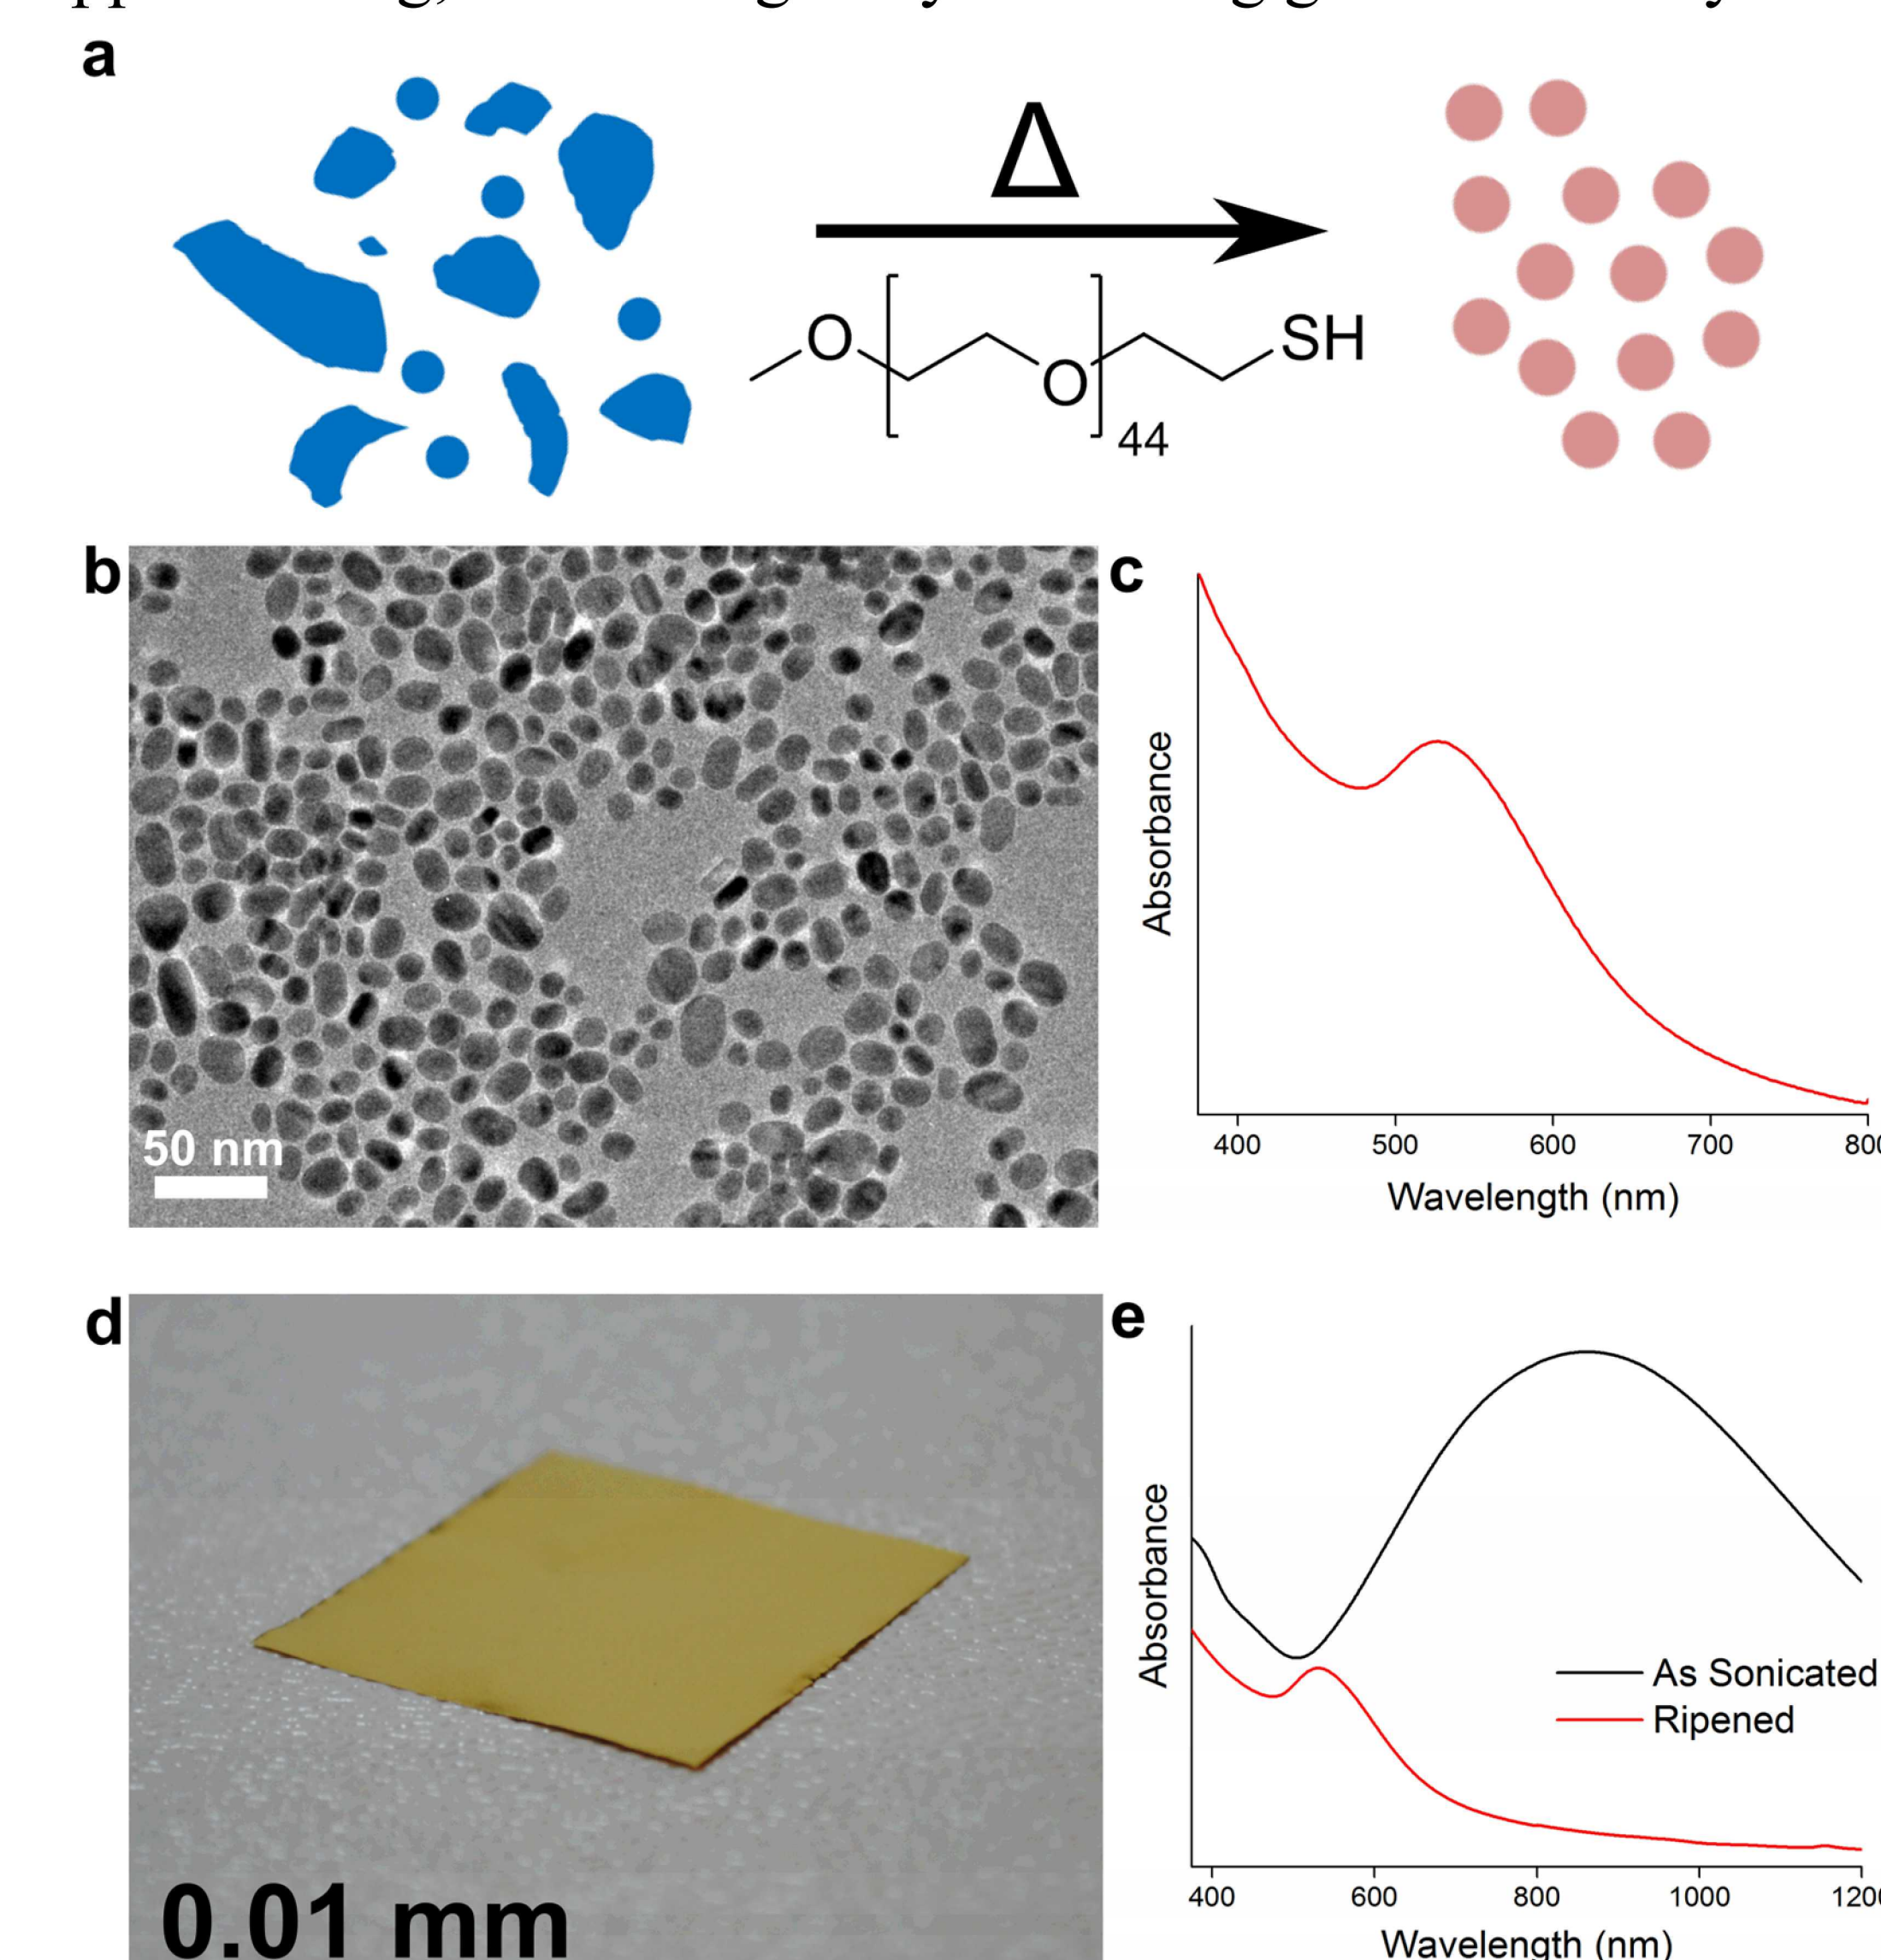 a
Δ
O
O
SH
44
b
50 nm
c
Absorbance
400 500 600 700
Wavelength (nm)
d
0.01 mm
e
Absorbance
As Sonicated
Ripened
400 600 800 1000
Wavelength (nm)